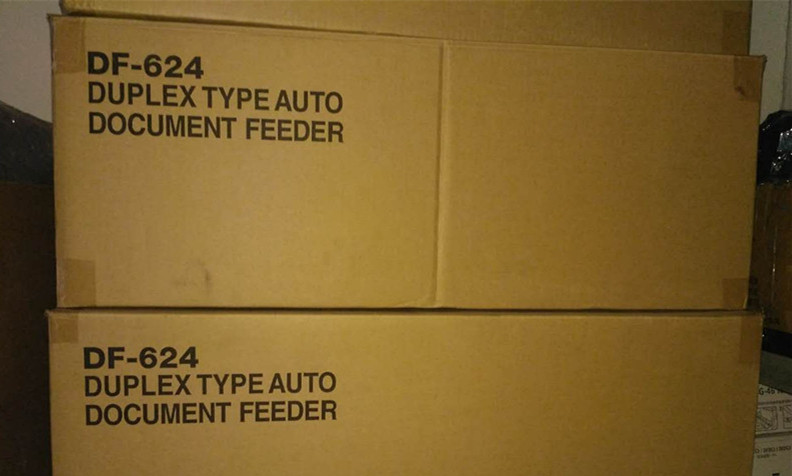 DF-624
DUPLEX TYPE AUTO
DOCUMENT FEEDER
DF-624
DUPLEX TYPE AUTO
DOCUMENT FEEDER